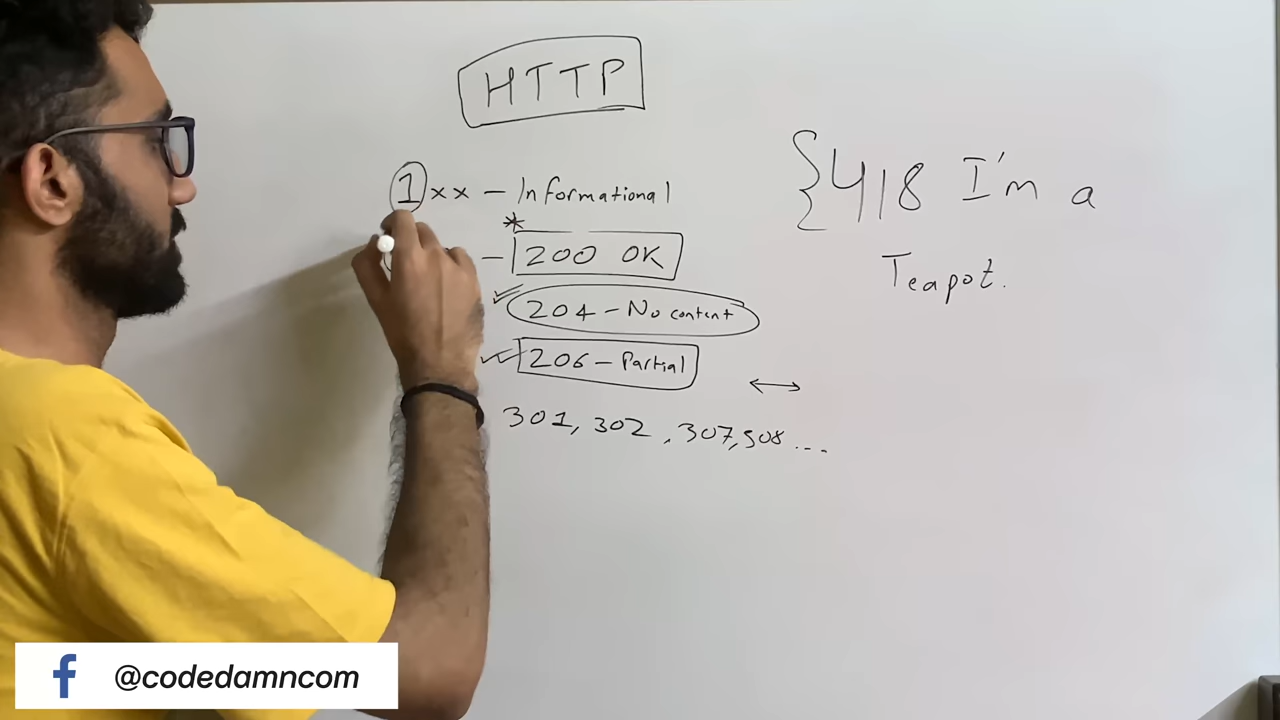 HTTP
1xx – Informational
*
– 200 OK
204 – No content
206 – Partial
301, 302, 307, 308 ...
{ 418 I'm a
Teapot.
@codedamncom